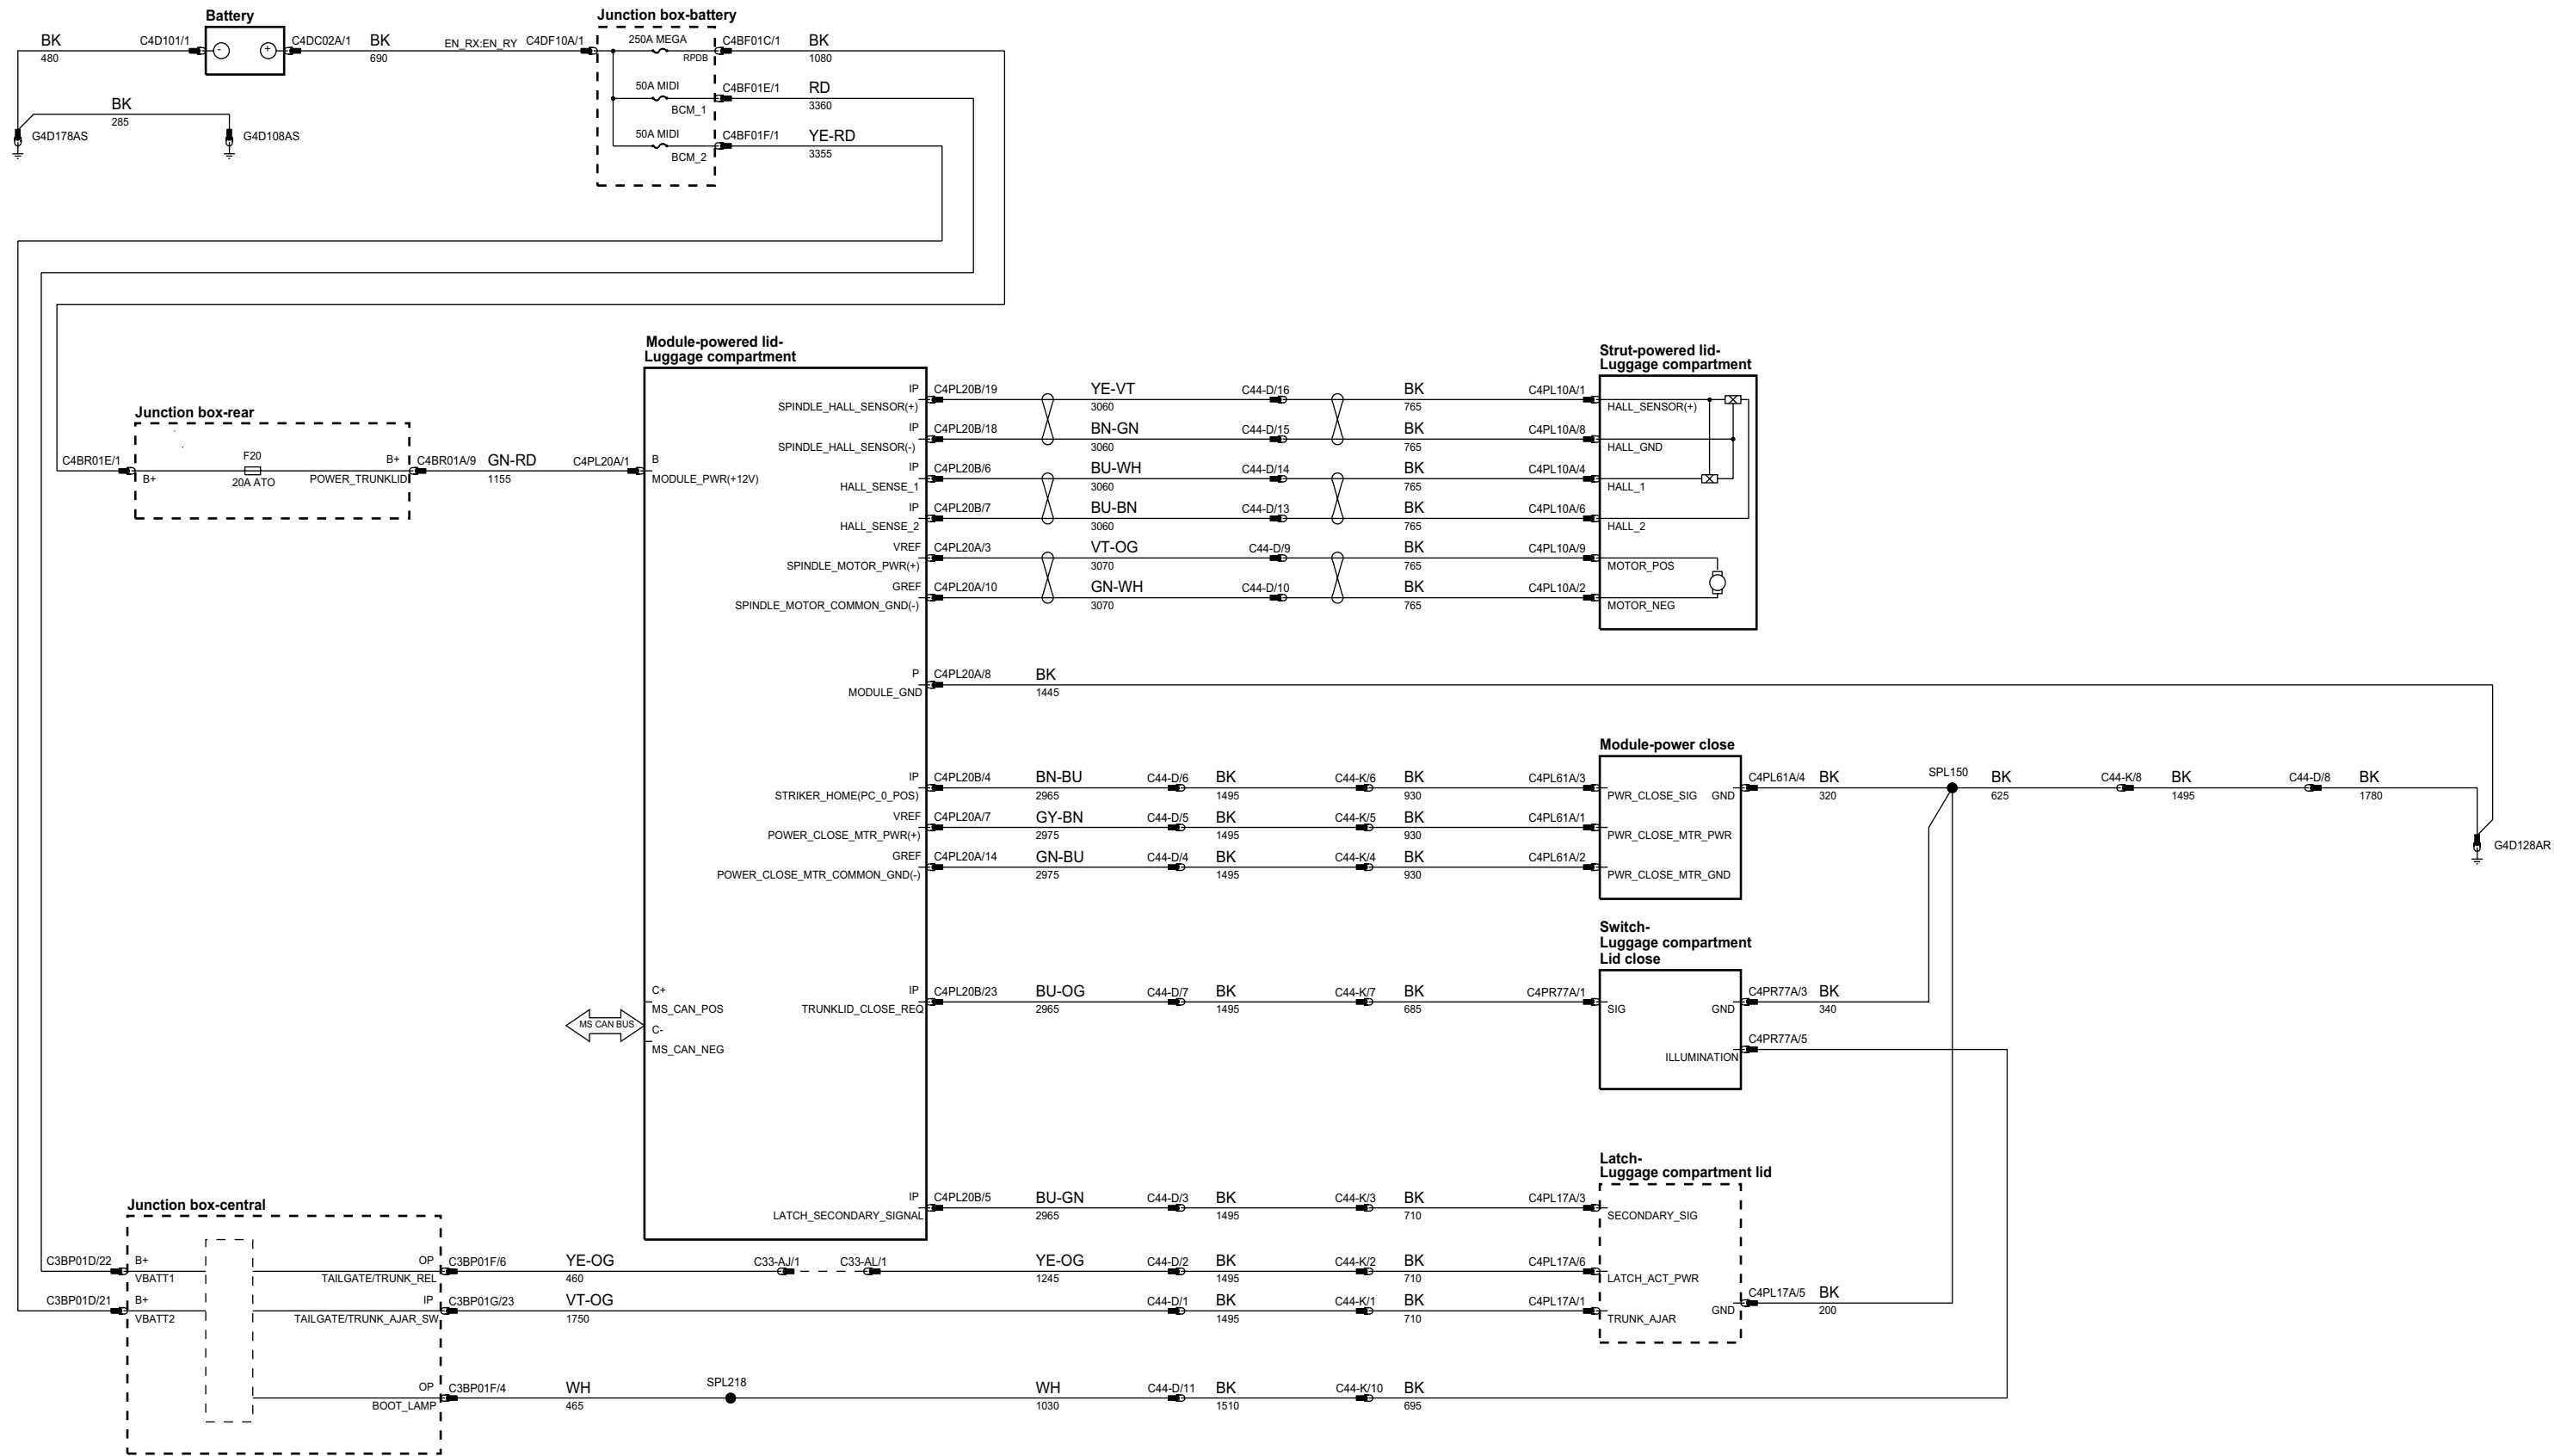 Battery
Junction box-battery
BK
480
C4D101/1
-
+
C4DC02A/1
BK
690
EN_RX:EN_RY
C4DF10A/1
250A MEGA
RPDB
C4BF01C/1
BK
1080
50A MIDI
BCM_1
C4BF01E/1
RD
3360
50A MIDI
BCM_2
C4BF01F/1
YE-RD
3355
BK
285
G4D178AS
G4D108AS
Module-powered lid-
Luggage compartment
Strut-powered lid-
Luggage compartment
Junction box-rear
C4BR01E/1
B+
F20
20A ATO
B+
POWER_TRUNKLID
C4BR01A/9
GN-RD
1155
C4PL20A/1
B
MODULE_PWR(+12V)
IP
SPINDLE_HALL_SENSOR(+)
C4PL20B/19
YE-VT
3060
C44-D/16
BK
765
C4PL10A/1
HALL_SENSOR(+)
IP
SPINDLE_HALL_SENSOR(-)
C4PL20B/18
BN-GN
3060
C44-D/15
BK
765
C4PL10A/8
HALL_GND
IP
HALL_SENSE_1
C4PL20B/6
BU-WH
3060
C44-D/14
BK
765
C4PL10A/4
HALL_1
IP
HALL_SENSE_2
C4PL20B/7
BU-BN
3060
C44-D/13
BK
765
C4PL10A/6
HALL_2
VREF
SPINDLE_MOTOR_PWR(+)
C4PL20A/3
VT-OG
3070
C44-D/9
BK
765
C4PL10A/9
MOTOR_POS
GREF
SPINDLE_MOTOR_COMMON_GND(-)
C4PL20A/10
GN-WH
3070
C44-D/10
BK
765
C4PL10A/2
MOTOR_NEG
P
MODULE_GND
C4PL20A/8
BK
1445
Module-power close
IP
STRIKER_HOME(PC_0_POS)
C4PL20B/4
BN-BU
2965
C44-D/6
BK
1495
C44-K/6
BK
930
C4PL61A/3
PWR_CLOSE_SIG
GND
C4PL61A/4
BK
320
SPL150
BK
625
C44-K/8
BK
1495
C44-D/8
BK
1780
G4D128AR
VREF
POWER_CLOSE_MTR_PWR(+)
C4PL20A/7
GY-BN
2975
C44-D/5
BK
1495
C44-K/5
BK
930
C4PL61A/1
PWR_CLOSE_MTR_PWR
GREF
POWER_CLOSE_MTR_COMMON_GND(-)
C4PL20A/14
GN-BU
2975
C44-D/4
BK
1495
C44-K/4
BK
930
C4PL61A/2
PWR_CLOSE_MTR_GND
Switch-
Luggage compartment
Lid close
C+
MS_CAN_POS
MS CAN BUS
C-
MS_CAN_NEG
IP
TRUNKLID_CLOSE_REQ
C4PL20B/23
BU-OG
2965
C44-D/7
BK
1495
C44-K/7
BK
685
C4PR77A/1
SIG
GND
C4PR77A/3
BK
340
ILLUMINATION
C4PR77A/5
Latch-
Luggage compartment lid
IP
LATCH_SECONDARY_SIGNAL
C4PL20B/5
BU-GN
2965
C44-D/3
BK
1495
C44-K/3
BK
710
C4PL17A/3
SECONDARY_SIG
Junction box-central
C3BP01D/22
B+
VBATT1
OP
TAILGATE/TRUNK_REL
C3BP01F/6
YE-OG
460
C33-AJ/1
C33-AL/1
YE-OG
1245
C44-D/2
BK
1495
C44-K/2
BK
710
C4PL17A/6
LATCH_ACT_PWR
C3BP01D/21
B+
VBATT2
IP
TAILGATE/TRUNK_AJAR_SW
C3BP01G/23
VT-OG
1750
C44-D/1
BK
1495
C44-K/1
BK
710
C4PL17A/1
TRUNK_AJAR
GND
C4PL17A/5
BK
200
OP
BOOT_LAMP
C3BP01F/4
WH
465
SPL218
WH
1030
C44-D/11
BK
1510
C44-K/10
BK
695